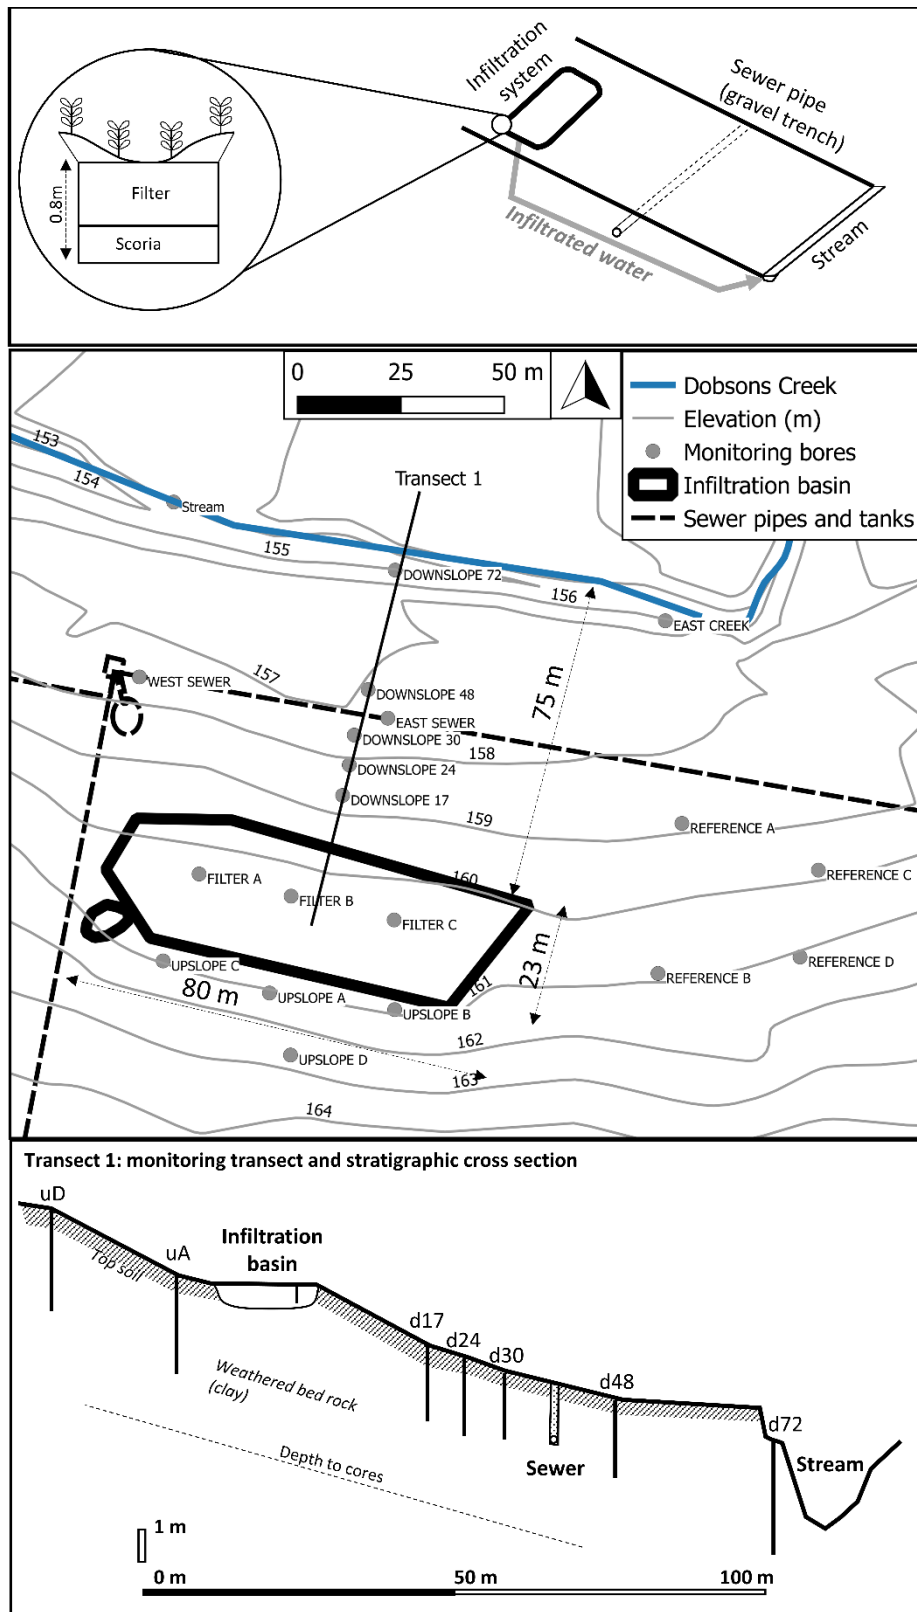 Infiltration
system
Sewer pipe
(gravel trench)
Filter
Scoria
0.8m
Infiltrated water
Stream
0 25 50 m
Dobsons Creek
Elevation (m)
Monitoring bores
Infiltration basin
Sewer pipes and tanks
153
154
Transect 1
Stream
155
DOWNSLOPE 72
156
EAST CREEK
157
WEST SEWER
DOWNSLOPE 48
75 m
EAST SEWER
DOWNSLOPE 30
158
DOWNSLOPE 24
DOWNSLOPE 17
159
REFERENCE A
160
REFERENCE C
FILTER A
FILTER B
FILTER C
23 m
REFERENCE D
UPSLOPE C
REFERENCE B
161
80 m
UPSLOPE A
UPSLOPE B
162
UPSLOPE D
163
164
Transect 1: monitoring transect and stratigraphic cross section
uD
Infiltration
basin
uA
Top soil
d17
d24
d30
Weathered bed rock
(clay)
d48
d72
Depth to cores
Sewer
Stream
1 m
0 m 50 m 100 m